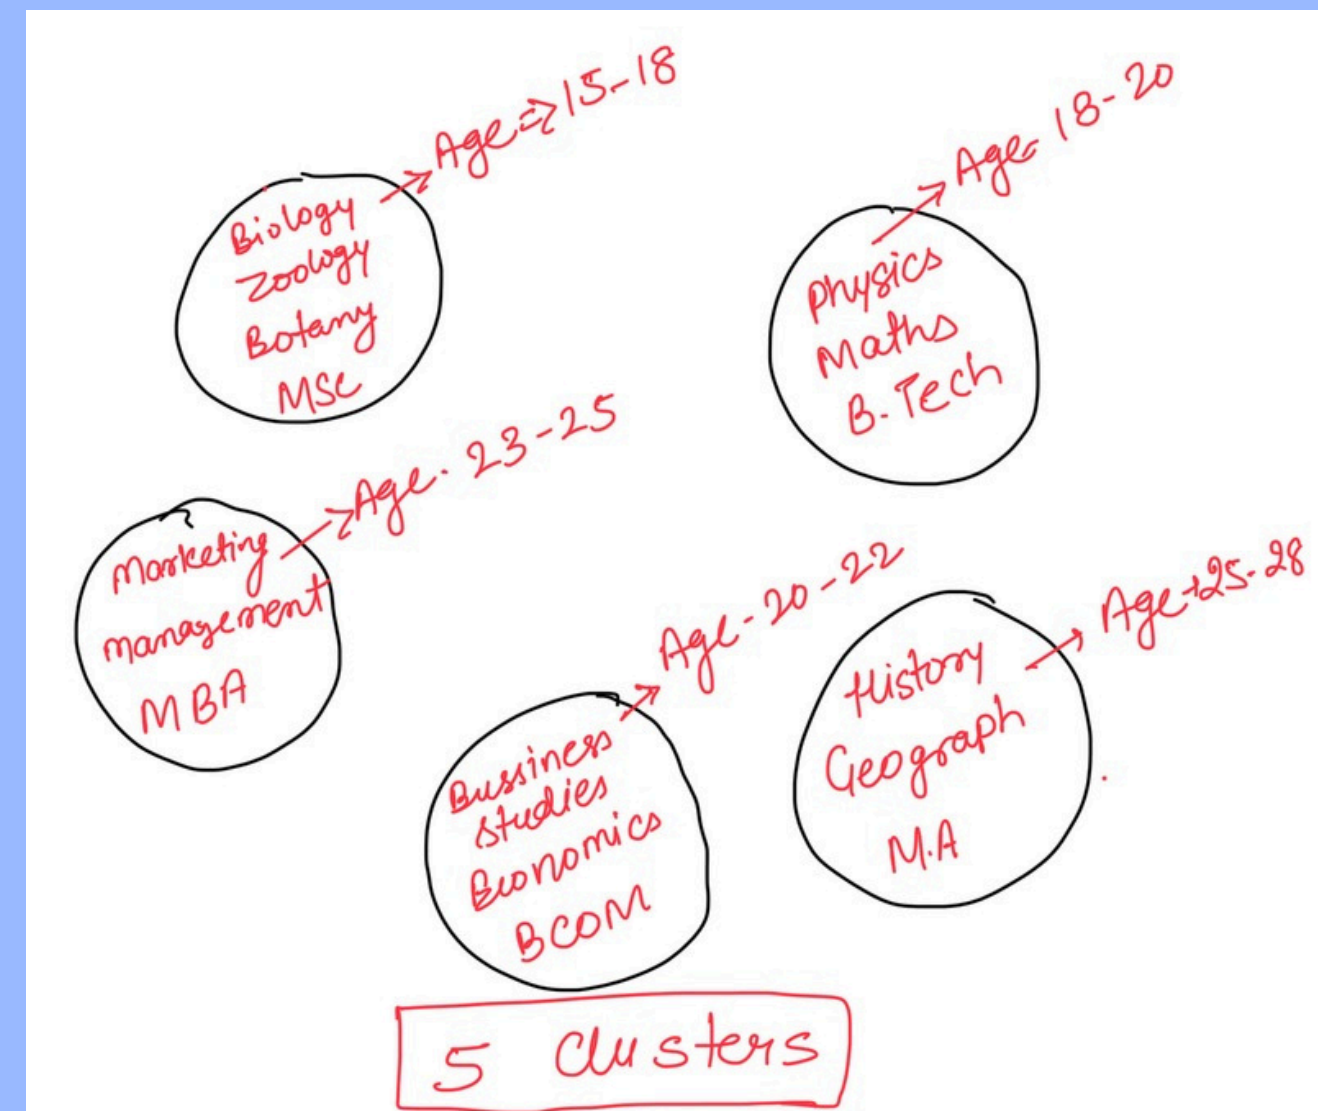 Age => 15-18
Biology
Zoology
Botany
MSC
Age 18-20
Physics
Maths
B.Tech
Age. 23-25
Marketing
management
MBA
Age - 20-22
Bussiness
studies
Economics
BCOM
Age → 25-28
History
Geograph
M.A
5 Clusters